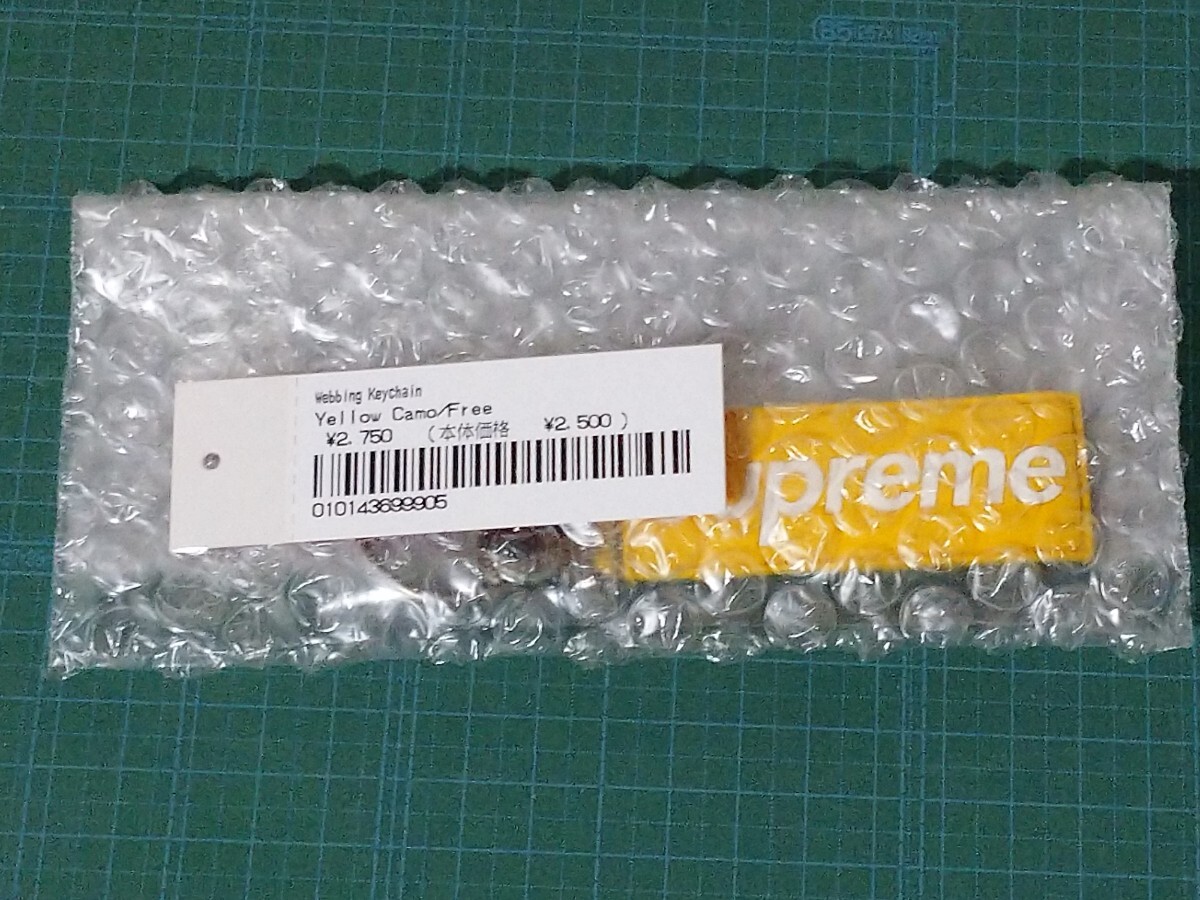 Webbing Keychain
Yellow Camo/Free
¥2,750 (本体価格 ¥2,500 )
010143699905
upreme